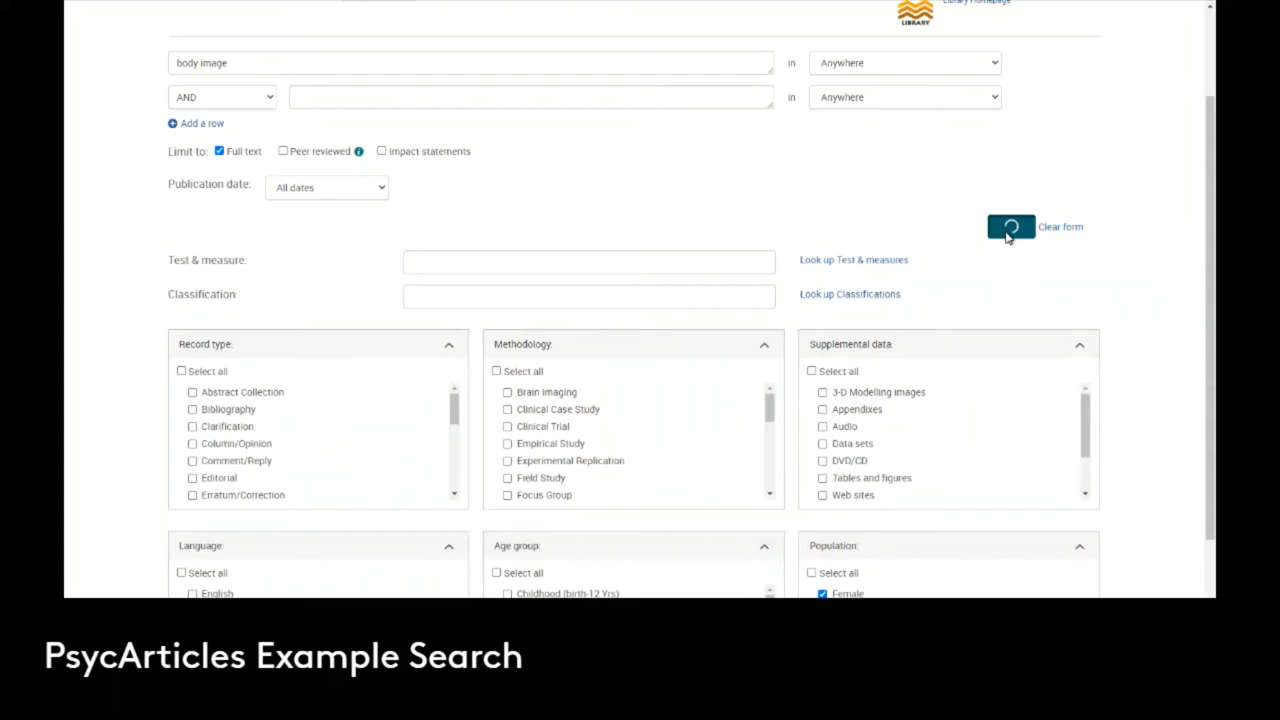 Library Homepage
LIBRARY
body image in Anywhere
AND in Anywhere
Add a row
Limit to: Full text Peer reviewed i Impact statements
Publication date: All dates
Clear form
Test & measure: Look up Test & measures
Classification: Look up Classifications
Record type: Methodology: Supplemental data:
Select all Select all Select all
Abstract Collection Brain Imaging 3-D Modelling Images
Bibliography Clinical Case Study Appendixes
Clarification Clinical Trial Audio
Column/Opinion Empirical Study Data sets
Comment/Reply Experimental Replication DVD/CD
Editorial Field Study Tables and figures
Erratum/Correction Focus Group Web sites
Language: Age group: Population:
Select all Select all Select all
English Childhood (birth-12 Yrs) Female
PsycArticles Example Search